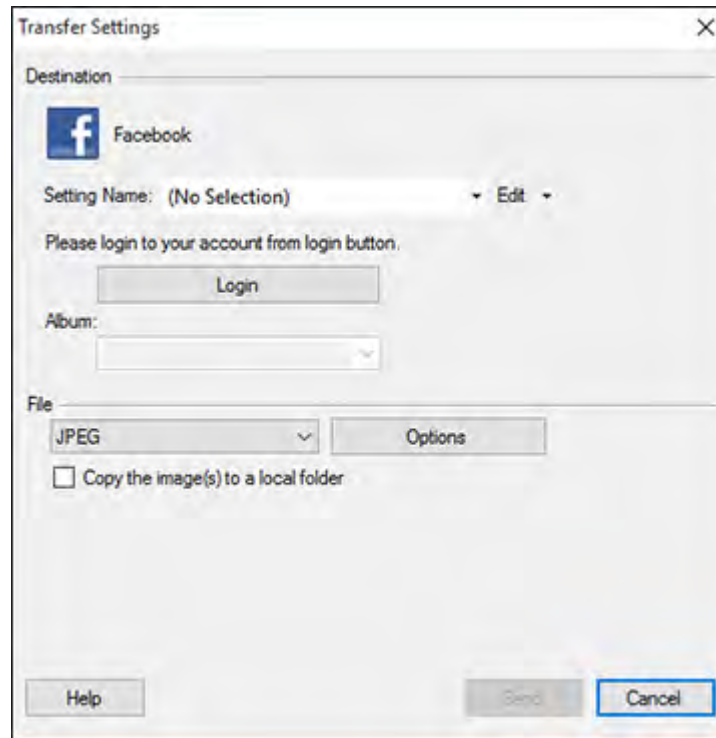 Transfer Settings
Destination
Facebook
Setting Name: (No Selection) Edit
Please login to your account from login button.
Login
Album:
File
JPEG Options
Copy the image(s) to a local folder
Help Send Cancel